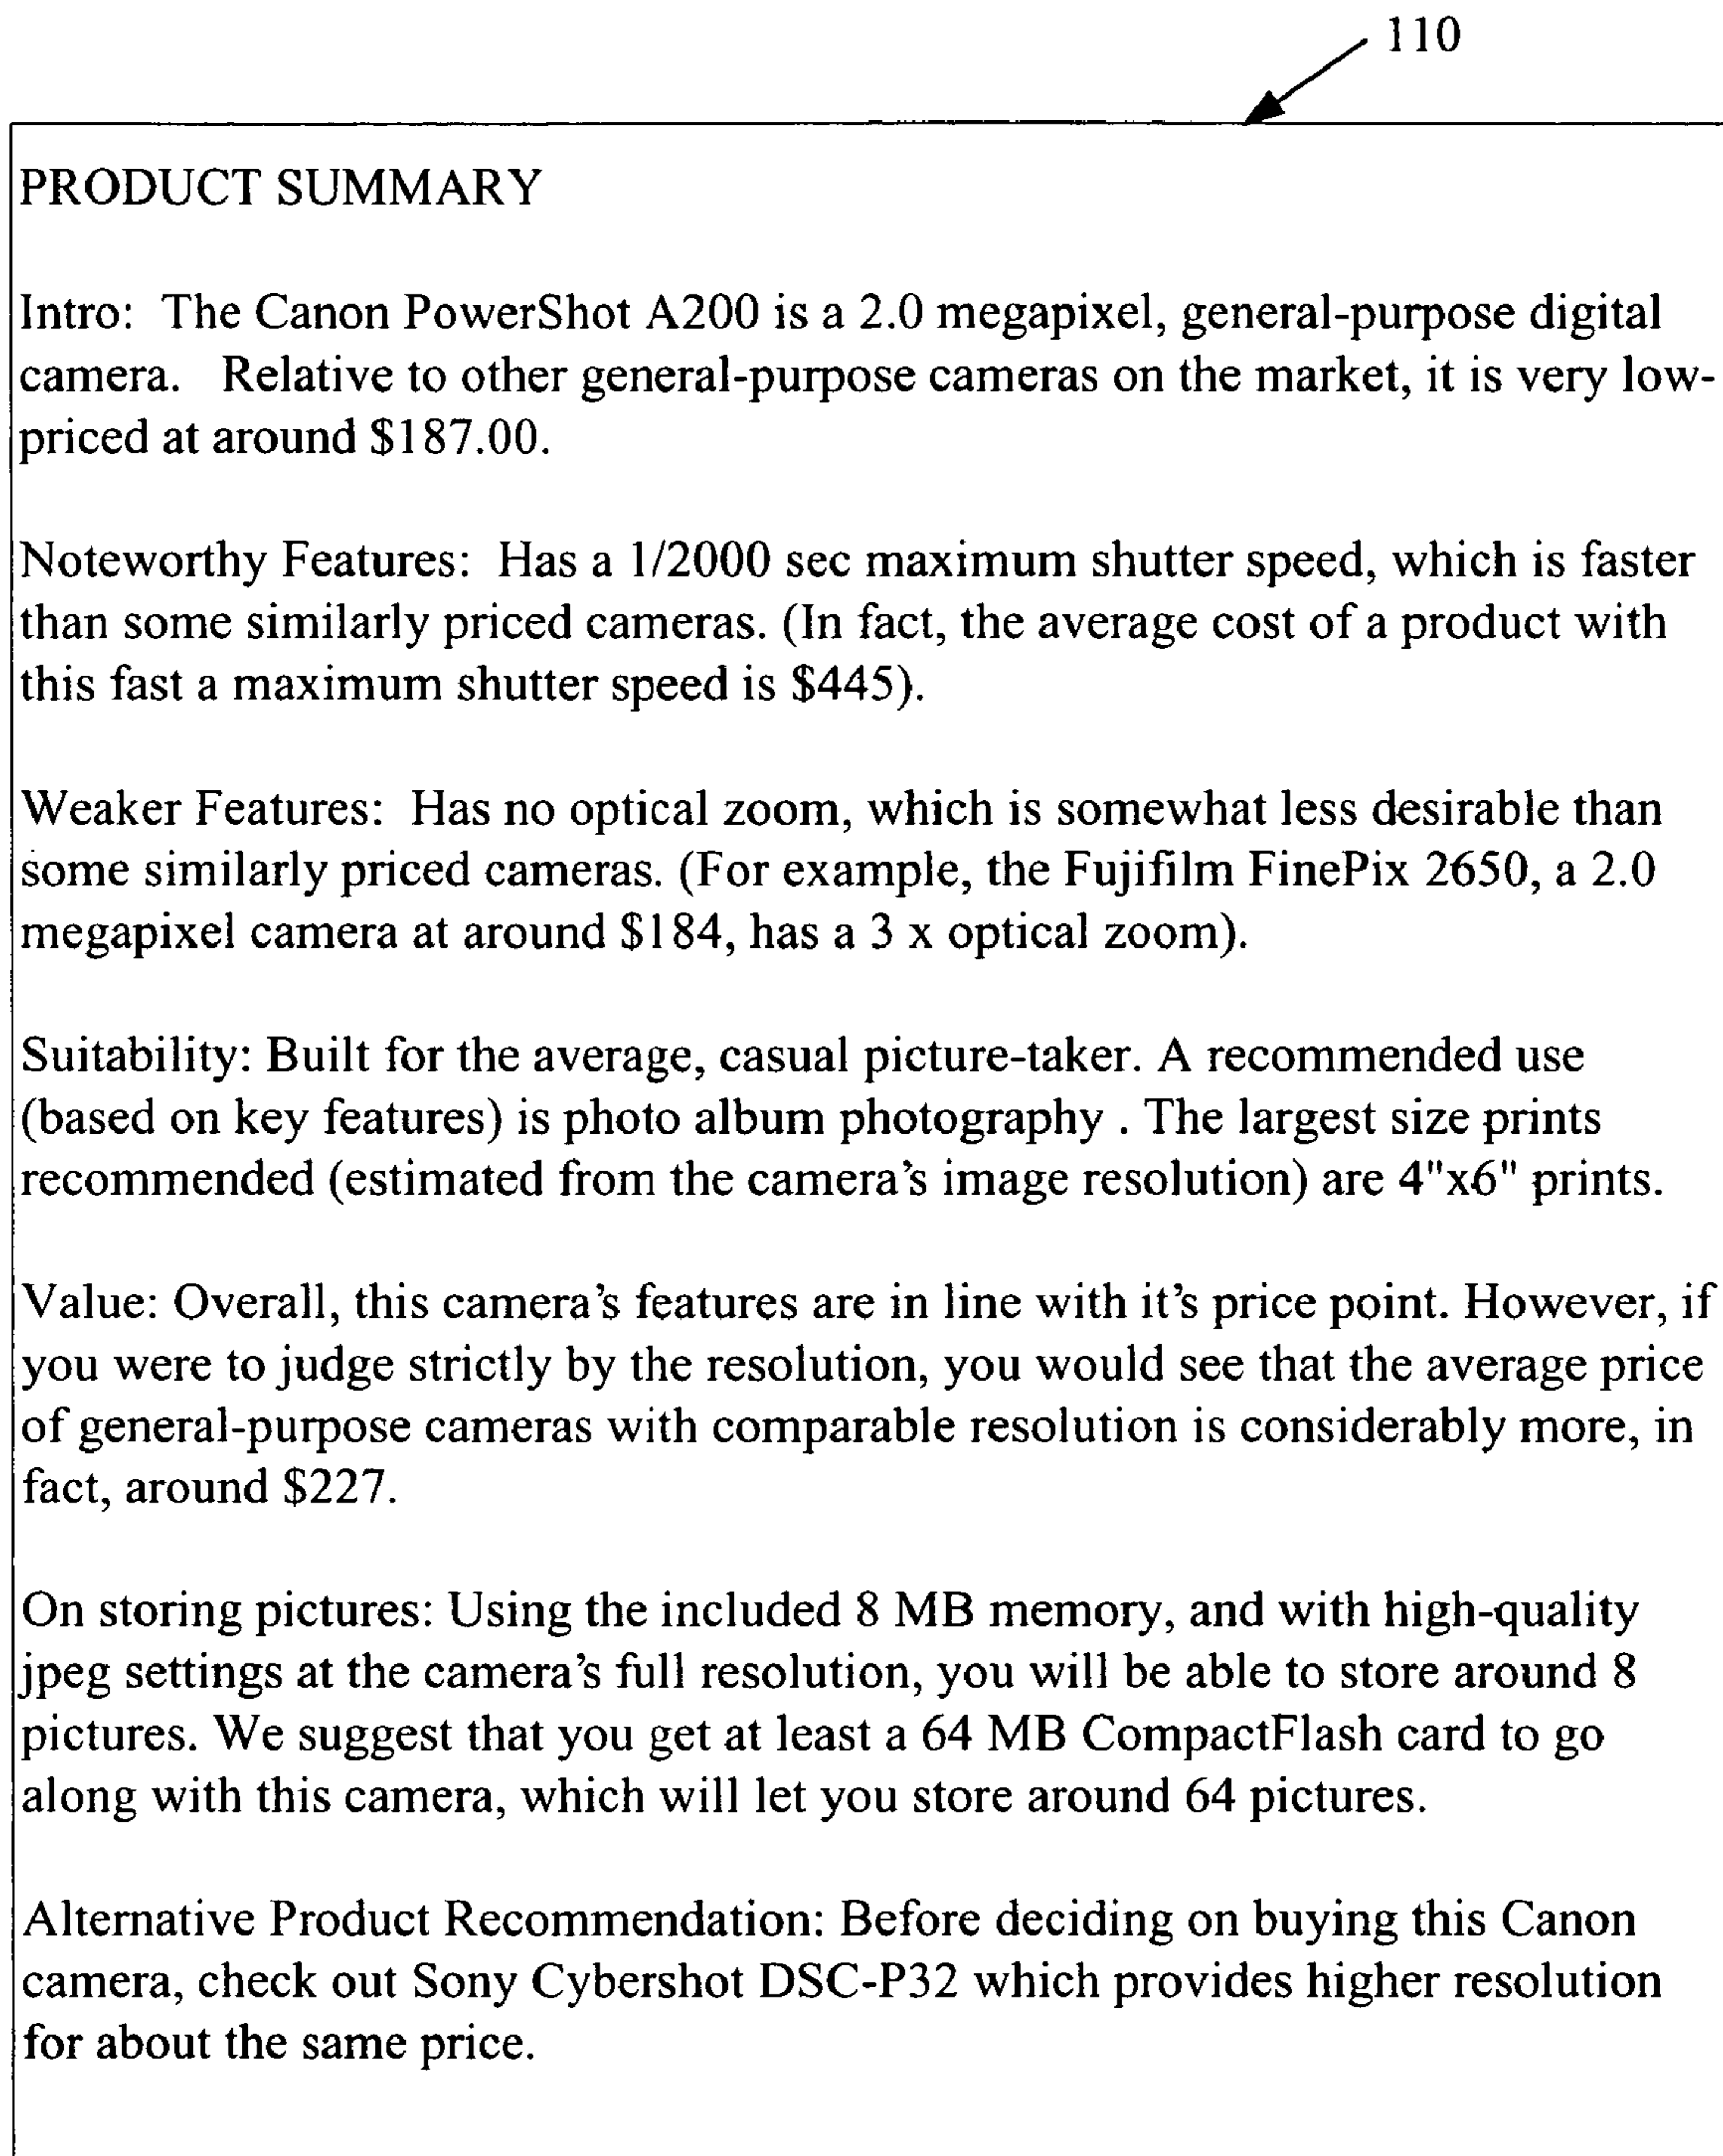 110
PRODUCT SUMMARY
Intro: The Canon PowerShot A200 is a 2.0 megapixel, general-purpose digital
camera. Relative to other general-purpose cameras on the market, it is very low-
priced at around $187.00.
Noteworthy Features: Has a 1/2000 sec maximum shutter speed, which is faster
than some similarly priced cameras. (In fact, the average cost of a product with
this fast a maximum shutter speed is $445).
Weaker Features: Has no optical zoom, which is somewhat less desirable than
some similarly priced cameras. (For example, the Fujifilm FinePix 2650, a 2.0
megapixel camera at around $184, has a 3 x optical zoom).
Suitability: Built for the average, casual picture-taker. A recommended use
(based on key features) is photo album photography . The largest size prints
recommended (estimated from the camera's image resolution) are 4"x6" prints.
Value: Overall, this camera's features are in line with it's price point. However, if
you were to judge strictly by the resolution, you would see that the average price
of general-purpose cameras with comparable resolution is considerably more, in
fact, around $227.
On storing pictures: Using the included 8 MB memory, and with high-quality
jpeg settings at the camera's full resolution, you will be able to store around 8
pictures. We suggest that you get at least a 64 MB CompactFlash card to go
along with this camera, which will let you store around 64 pictures.
Alternative Product Recommendation: Before deciding on buying this Canon
camera, check out Sony Cybershot DSC-P32 which provides higher resolution
for about the same price.